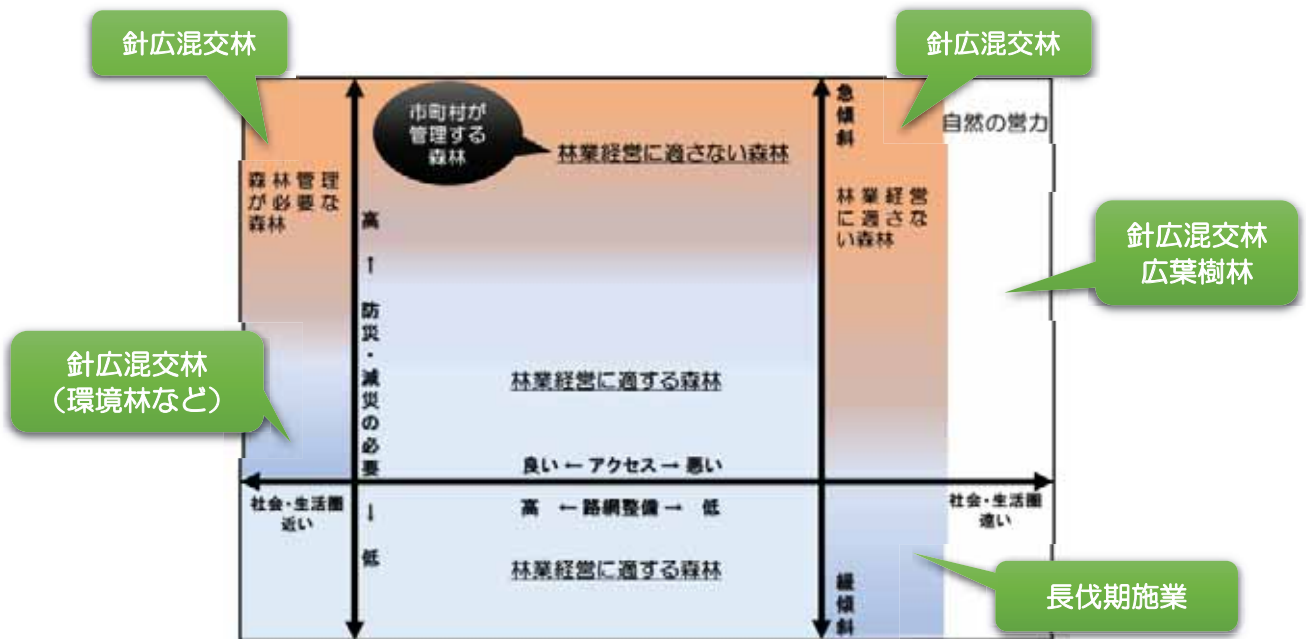 針広混交林
針広混交林
市町村が
管理する
森林
林業経営に適さない森林
急傾斜
自然の営力
森林管理
が必要な
森林
林業経営
に適さな
い森林
高 ↑ 防災・減災の必要 ↓ 低
針広混交林
広葉樹林
針広混交林
（環境林など）
林業経営に適する森林
良い ← アクセス → 悪い
社会・生活圏
近い
高 ← 路網整備 → 低
社会・生活圏
遠い
林業経営に適する森林
緩傾斜
長伐期施業